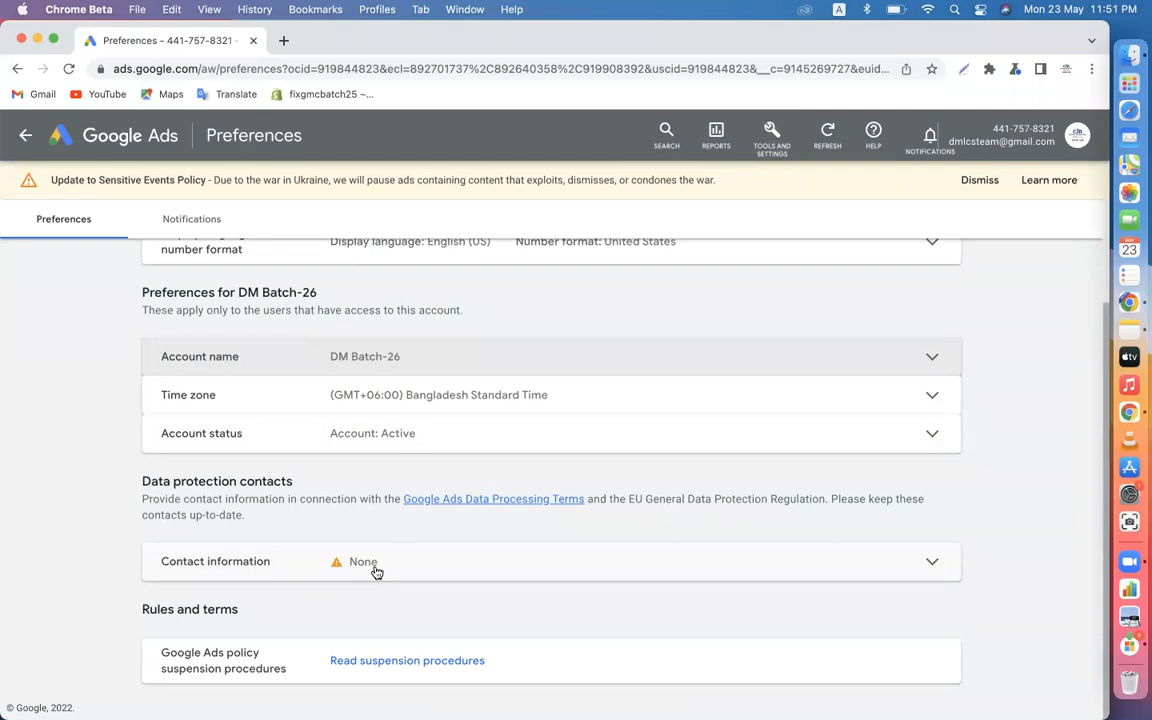 Chrome Beta File Edit View History Bookmarks Profiles Tab Window Help A Mon 23 May 11:51 PM
Preferences - 441-757-8321 -
ads.google.com/aw/preferences?ocid=919844823&ecl=892701737%2C892640358%2C919908392&uscid=919844823&__c=9145269727&euid...
Gmail YouTube Maps Translate fixgmcbatch25 ~...
Google Ads Preferences
SEARCH REPORTS TOOLS AND SETTINGS REFRESH HELP NOTIFICATIONS
441-757-8321
dmlcsteam@gmail.com
Update to Sensitive Events Policy - Due to the war in Ukraine, we will pause ads containing content that exploits, dismisses, or condones the war. Dismiss Learn more
Preferences Notifications
number format Display language: English (US) Number format: United States
Preferences for DM Batch-26
These apply only to the users that have access to this account.
Account name DM Batch-26
Time zone (GMT+06:00) Bangladesh Standard Time
Account status Account: Active
Data protection contacts
Provide contact information in connection with the Google Ads Data Processing Terms and the EU General Data Protection Regulation. Please keep these
contacts up-to-date.
Contact information None
Rules and terms
Google Ads policy
suspension procedures Read suspension procedures
© Google, 2022.
MAY
23
tv